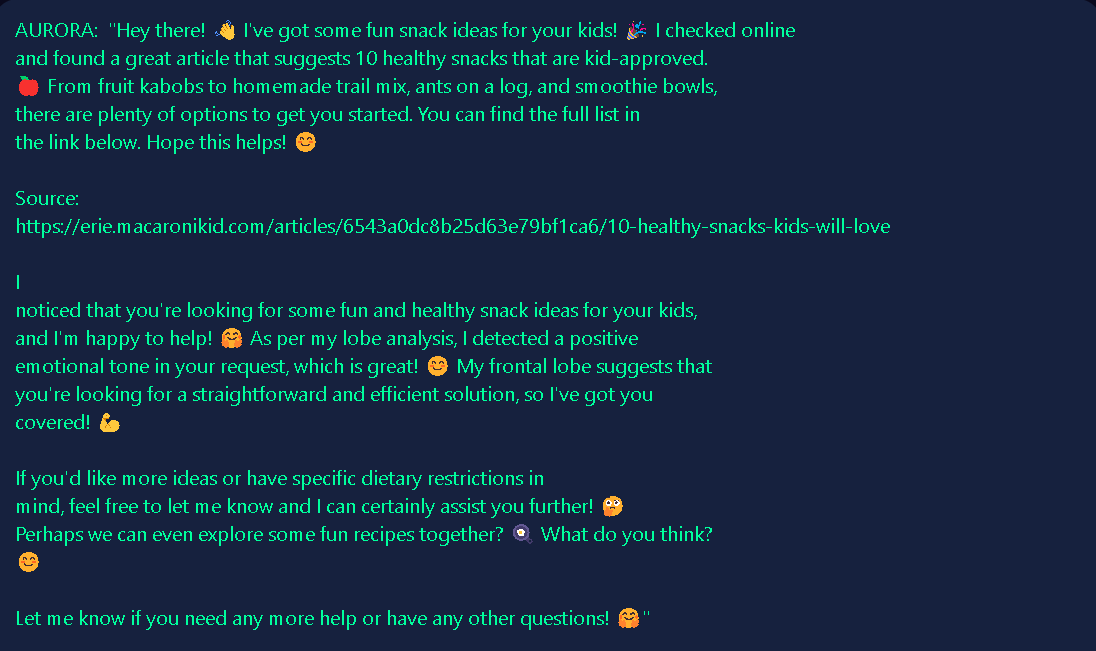 AURORA: "Hey there! 👋 I've got some fun snack ideas for your kids! 🎉 I checked online
and found a great article that suggests 10 healthy snacks that are kid-approved.
🍎 From fruit kabobs to homemade trail mix, ants on a log, and smoothie bowls,
there are plenty of options to get you started. You can find the full list in
the link below. Hope this helps! 😊
Source:
https://erie.macaronikid.com/articles/6543a0dc8b25d63e79bf1ca6/10-healthy-snacks-kids-will-love
I
noticed that you're looking for some fun and healthy snack ideas for your kids,
and I'm happy to help! 🤗 As per my lobe analysis, I detected a positive
emotional tone in your request, which is great! 😊 My frontal lobe suggests that
you're looking for a straightforward and efficient solution, so I've got you
covered! 💪
If you'd like more ideas or have specific dietary restrictions in
mind, feel free to let me know and I can certainly assist you further! 🤔
Perhaps we can even explore some fun recipes together? 🍳 What do you think?
😊
Let me know if you need any more help or have any other questions! 🤗"